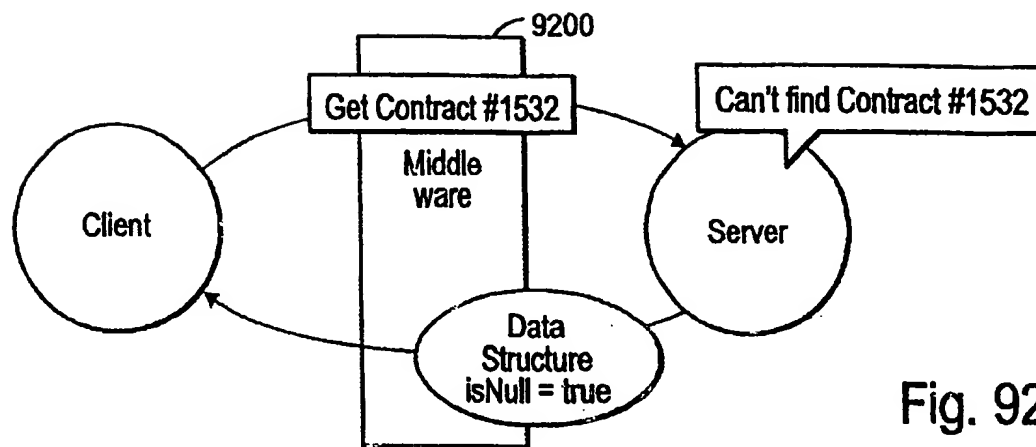 9200
Get Contract #1532
Can't find Contract #1532
Middle
ware
Client
Server
Data
Structure
isNull = true
Fig. 92